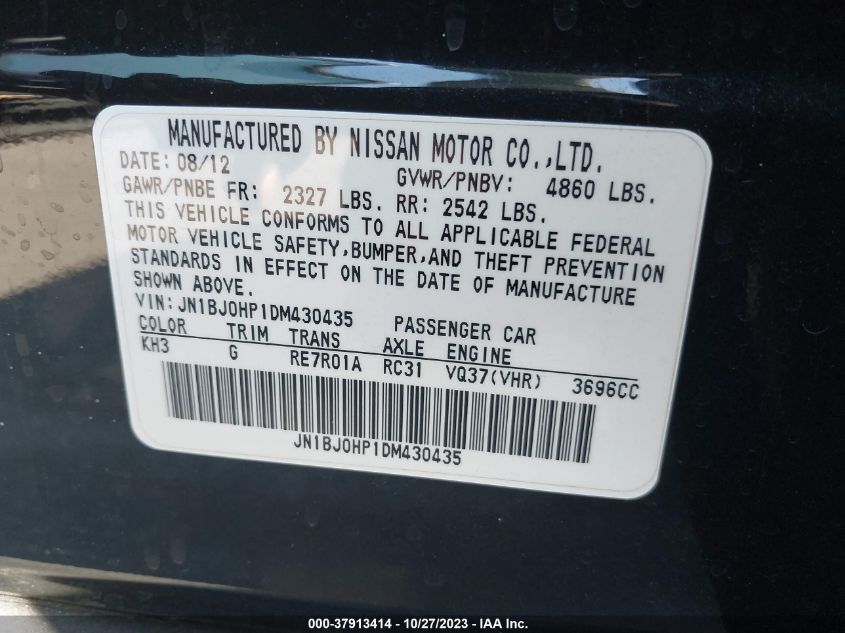 MANUFACTURED BY NISSAN MOTOR CO.,LTD.
DATE: 08/12 GVWR/PNBV: 4860 LBS.
GAWR/PNBE FR: 2327 LBS. RR: 2542 LBS.
THIS VEHICLE CONFORMS TO ALL APPLICABLE FEDERAL
MOTOR VEHICLE SAFETY,BUMPER,AND THEFT PREVENTION
STANDARDS IN EFFECT ON THE DATE OF MANUFACTURE
SHOWN ABOVE.
VIN:JN1BJ0HP1DM430435 PASSENGER CAR
COLOR TRIM TRANS AXLE ENGINE
KH3 G RE7R01A RC31 VQ37(VHR) 3696CC
JN1BJ0HP1DM430435
000-37913414 - 10/27/2023 - IAA Inc.